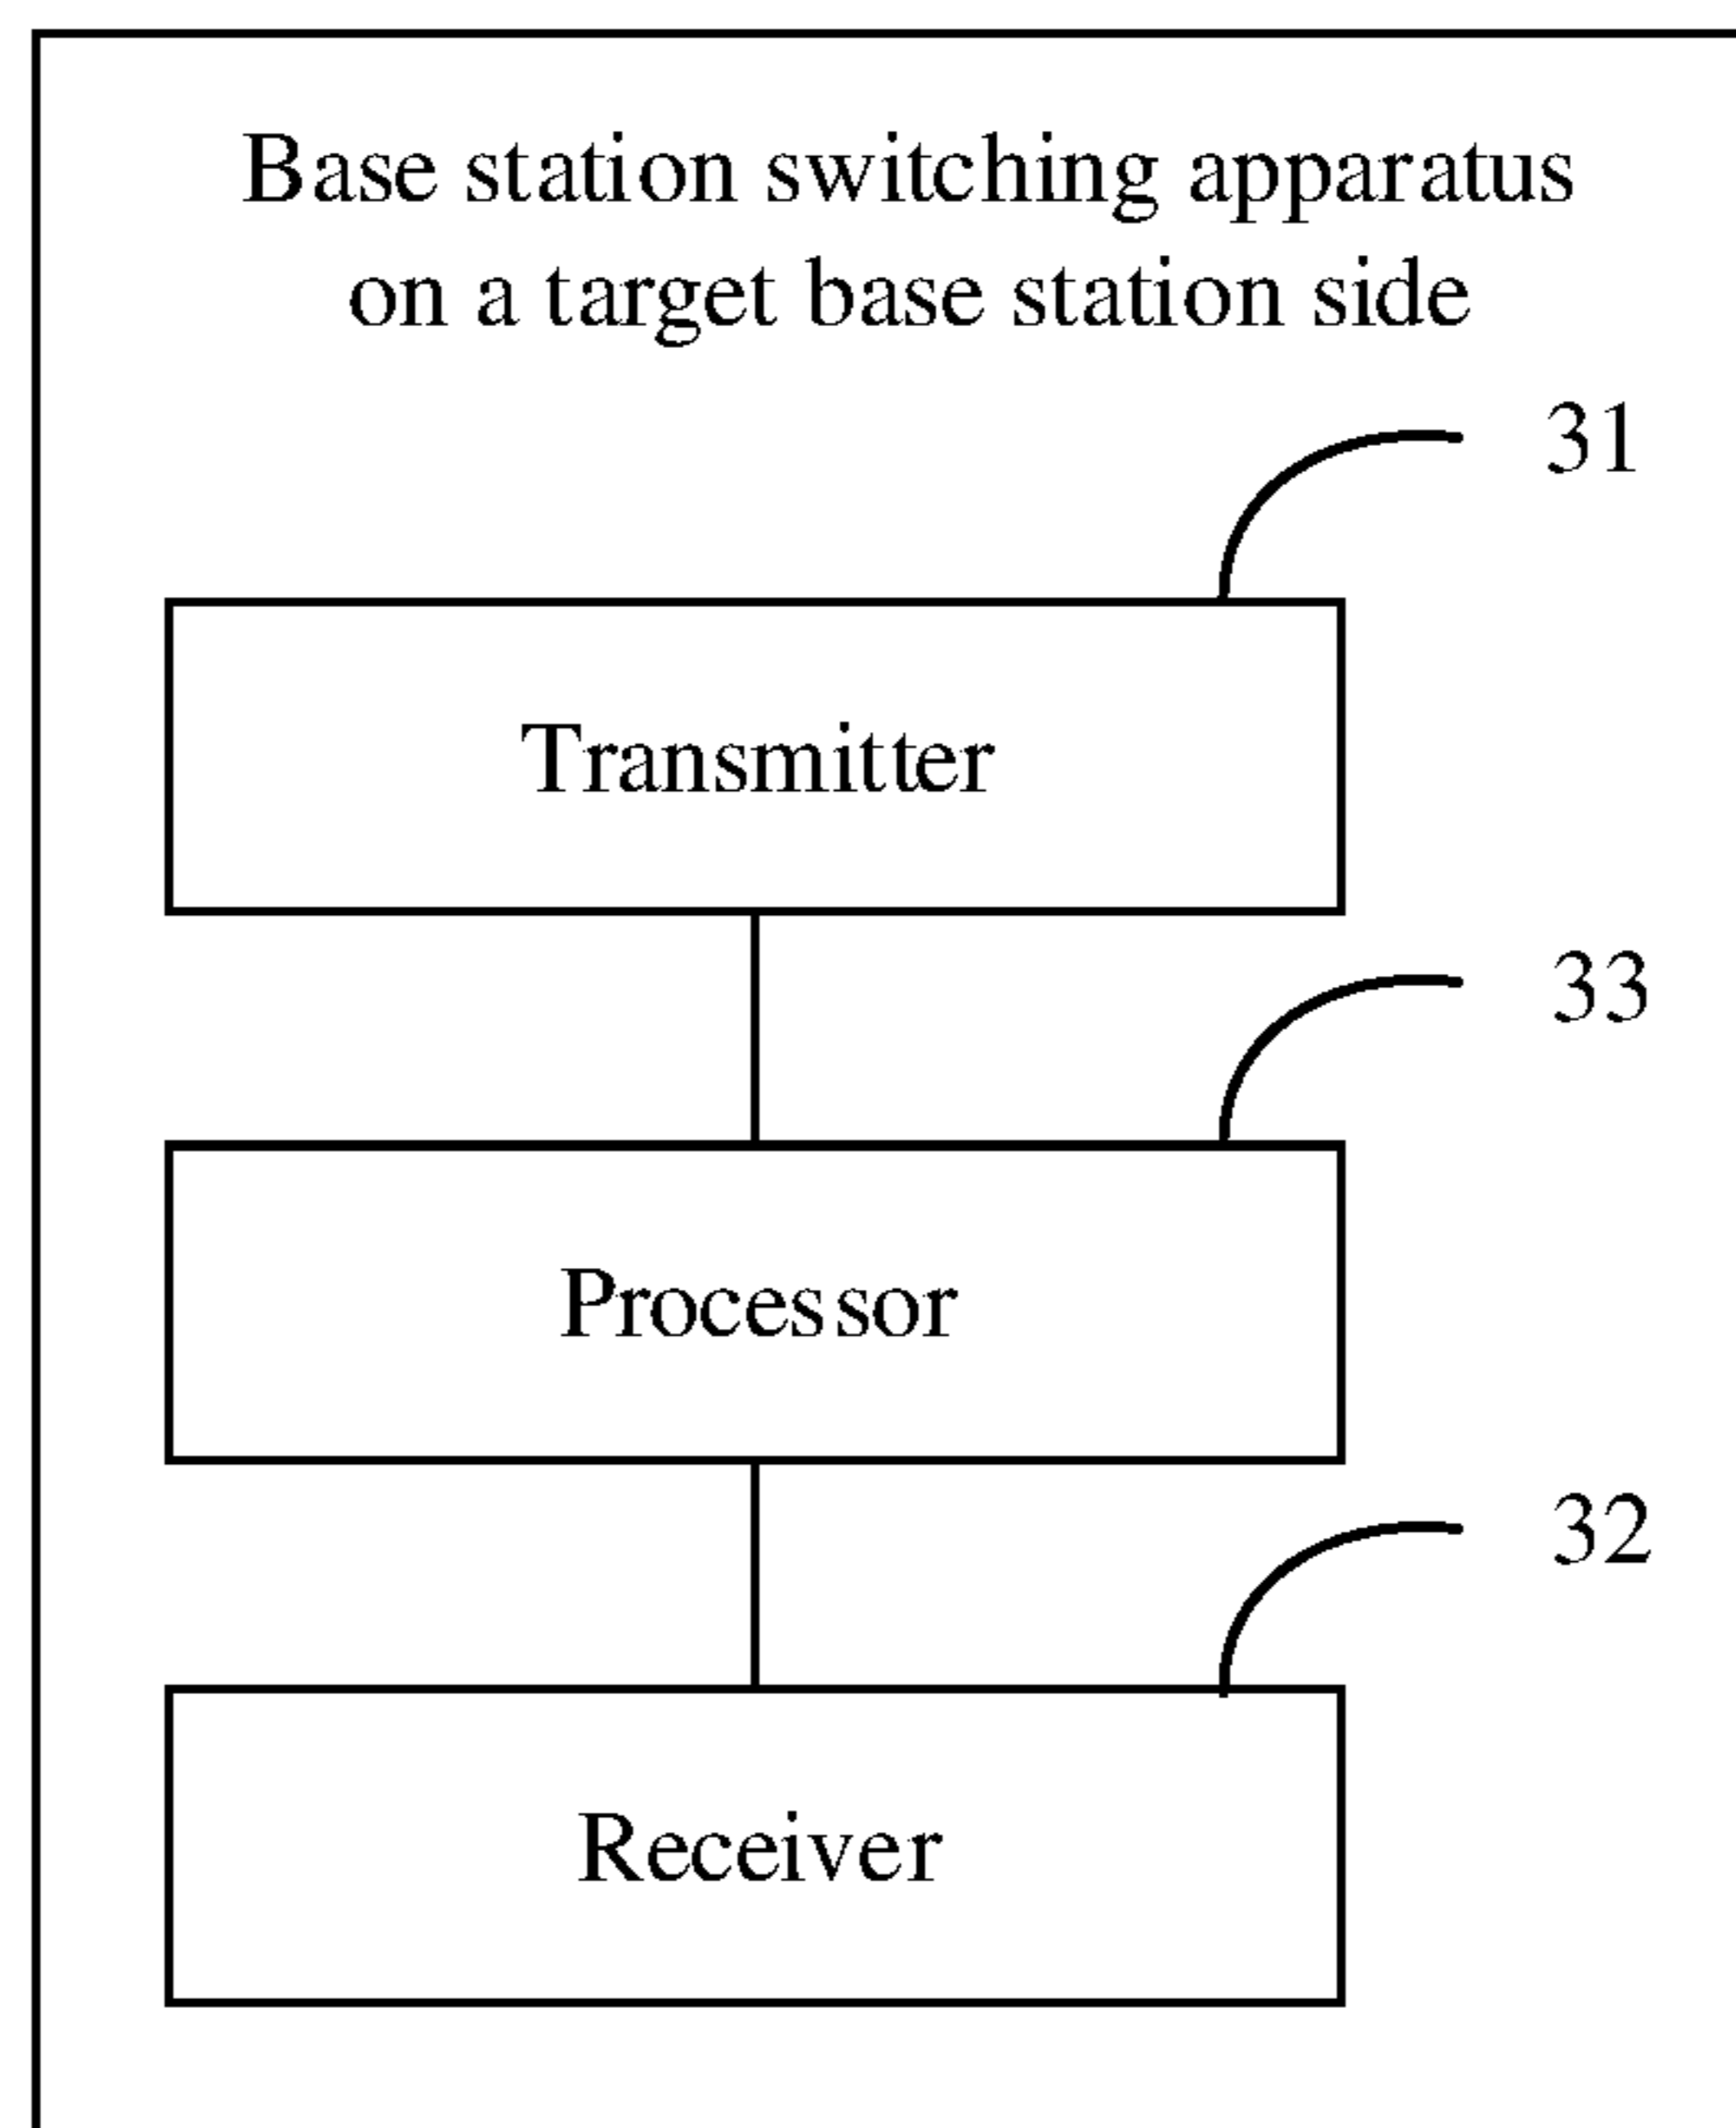 Base station switching apparatus
on a target base station side
31
Transmitter
33
Processor
32
Receiver